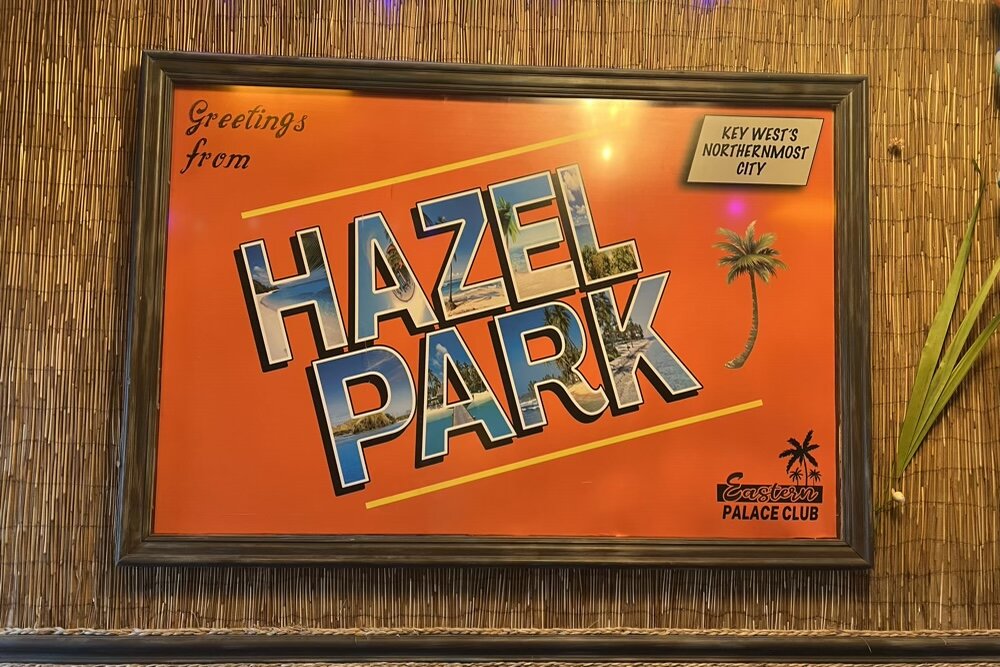 Greetings
from
KEY WEST'S
NORTHERNMOST
CITY
HAZEL
PARK
Eastern
PALACE CLUB